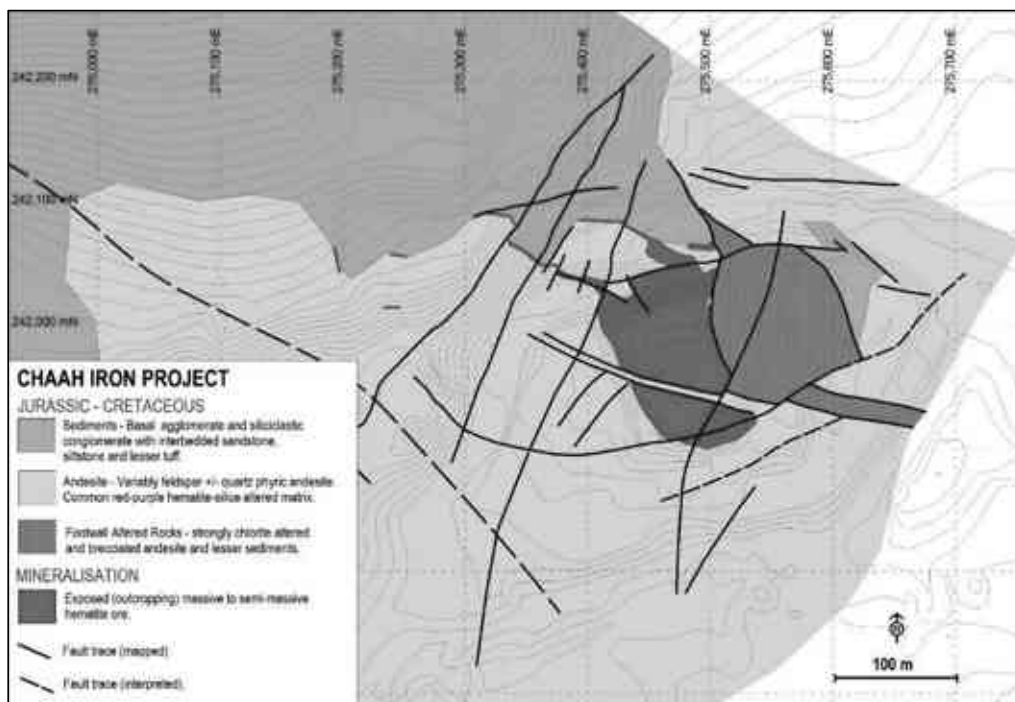 275,000 mE
275,100 mE
275,200 mE
275,300 mE
275,400 mE
275,500 mE
275,600 mE
275,700 mE
242,200 mN
242,100 mN
242,000 mN
CHAAH IRON PROJECT
JURASSIC - CRETACEOUS
Sediments - Basal agglomerate and siliciclastic
conglomerate with interbedded sandstone,
siltstone and lesser tuff.
Andesite - Variably feldsper +/- quartz phyric andesite.
Common red-purple hematite-silica altered matrix.
Footwall Altered Rocks - strongly chlorite altered
and brecciated andesite and lesser sediments.
MINERALISATION
Exposed (outcropping) massive to semi-massive
hematite ore.
Fault trace (mapped)
Fault trace (interpreted).
100 m